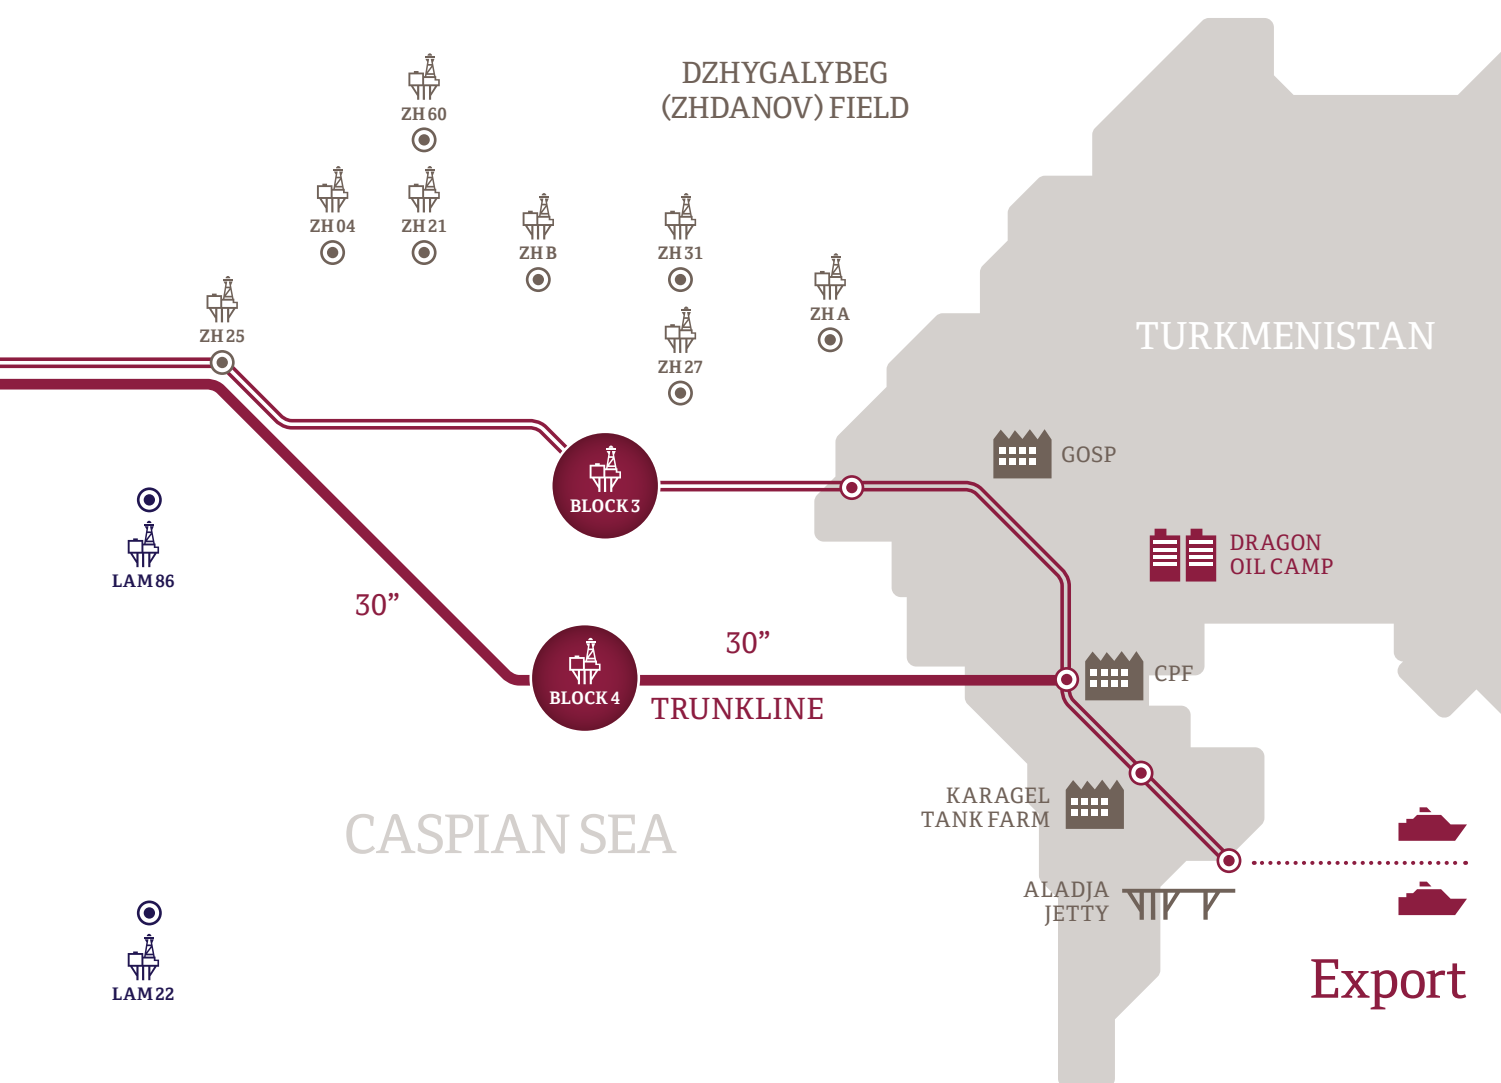 DZHYGALYBEG
(ZHDANOV) FIELD
ZH 60
ZH 04
ZH 21
ZH B
ZH 31
ZH A
ZH 25
ZH 27
TURKMENISTAN
GOSP
BLOCK 3
DRAGON
OIL CAMP
LAM 86
30”
30”
CPF
BLOCK 4
TRUNKLINE
KARAGEL
TANK FARM
CASPIAN SEA
ALADJA
JETTY
LAM 22
Export